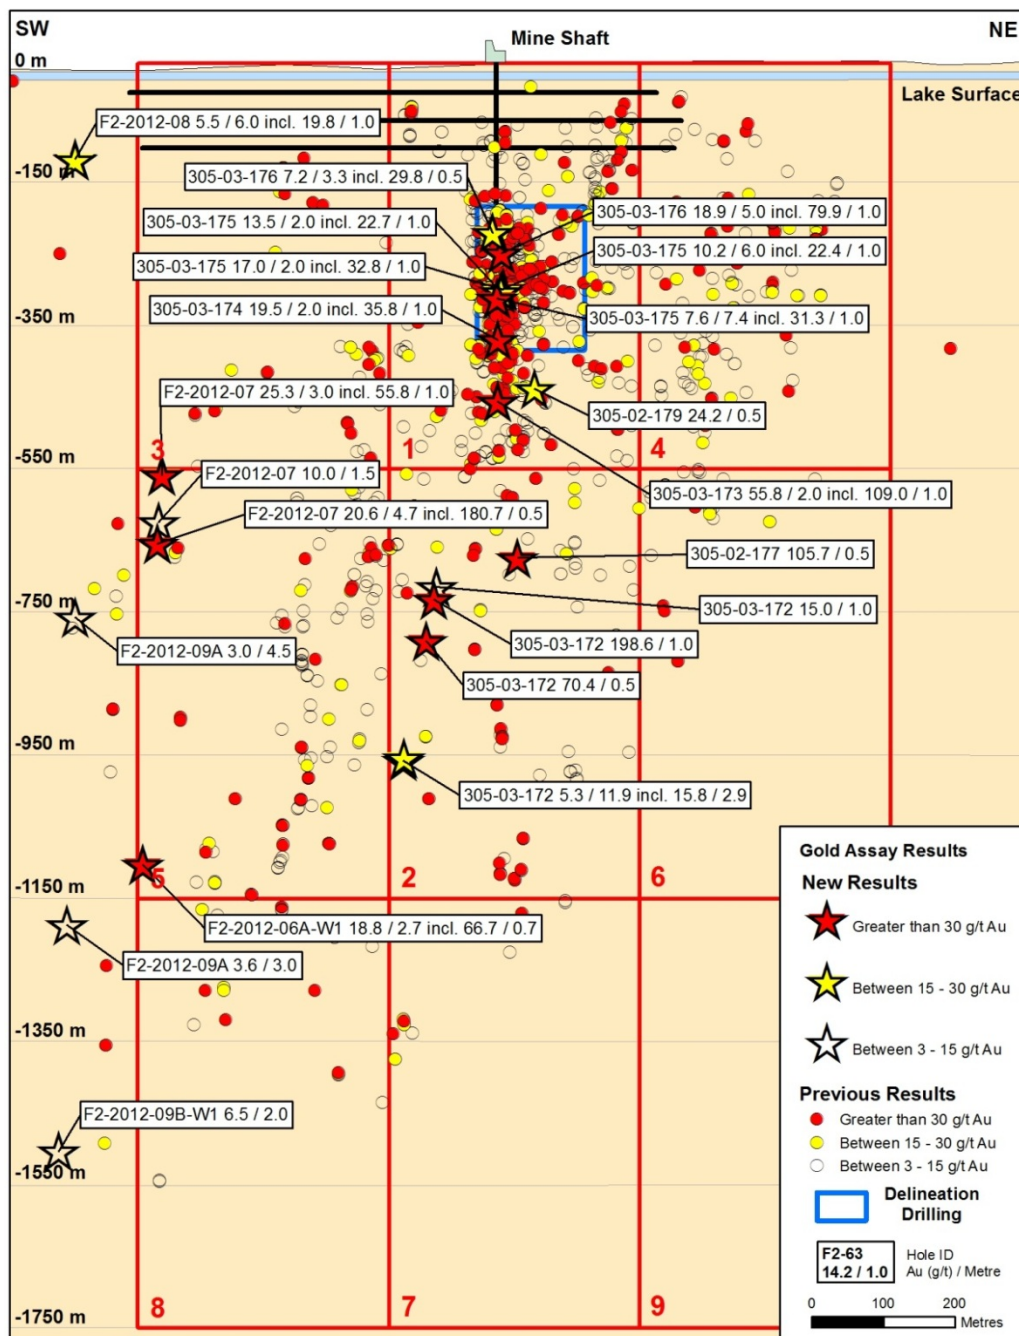 SW
NE
Mine Shaft
0 m
Lake Surface
F2-2012-08 5.5 / 6.0 incl. 19.8 / 1.0
-150 m
305-03-176 7.2 / 3.3 incl. 29.8 / 0.5
305-03-176 18.9 / 5.0 incl. 79.9 / 1.0
305-03-175 13.5 / 2.0 incl. 22.7 / 1.0
305-03-175 10.2 / 6.0 incl. 22.4 / 1.0
305-03-175 17.0 / 2.0 incl. 32.8 / 1.0
305-03-174 19.5 / 2.0 incl. 35.8 / 1.0
305-03-175 7.6 / 7.4 incl. 31.3 / 1.0
-350 m
F2-2012-07 25.3 / 3.0 incl. 55.8 / 1.0
305-02-179 24.2 / 0.5
3
1
4
-550 m
F2-2012-07 10.0 / 1.5
305-03-173 55.8 / 2.0 incl. 109.0 / 1.0
F2-2012-07 20.6 / 4.7 incl. 180.7 / 0.5
305-02-177 105.7 / 0.5
-750 m
305-03-172 15.0 / 1.0
305-03-172 198.6 / 1.0
F2-2012-09A 3.0 / 4.5
305-03-172 70.4 / 0.5
-950 m
305-03-172 5.3 / 11.9 incl. 15.8 / 2.9
5
2
6
-1150 m
F2-2012-06A-W1 18.8 / 2.7 incl. 66.7 / 0.7
F2-2012-09A 3.6 / 3.0
-1350 m
F2-2012-09B-W1 6.5 / 2.0
-1550 m
8
7
9
-1750 m
Gold Assay Results
New Results
Greater than 30 g/t Au
Between 15 - 30 g/t Au
Between 3 - 15 g/t Au
Previous Results
Greater than 30 g/t Au
Between 15 - 30 g/t Au
Between 3 - 15 g/t Au
Delineation
Drilling
F2-63 Hole ID
14.2 / 1.0 Au (g/t) / Metre
0 100 200
Metres